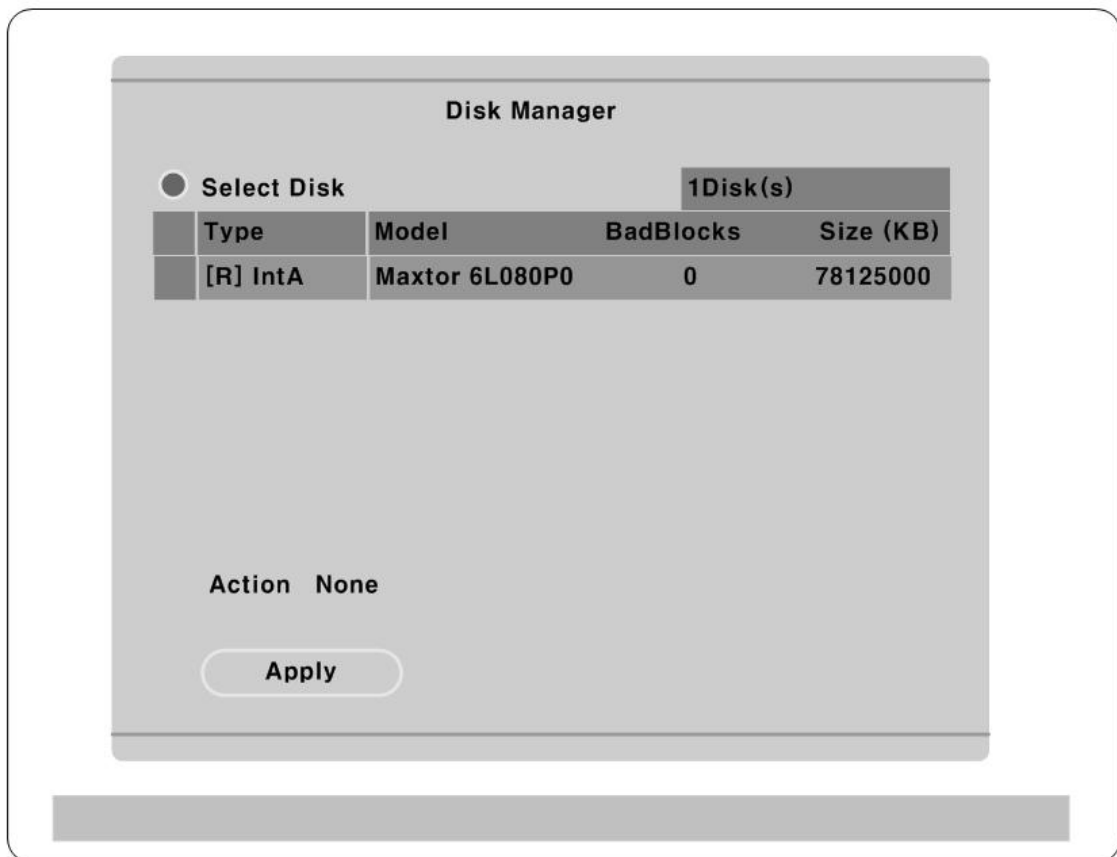 Disk Manager
Select Disk 1Disk(s)
Type Model BadBlocks Size (KB)
[R] IntA Maxtor 6L080P0 0 78125000
Action None
Apply